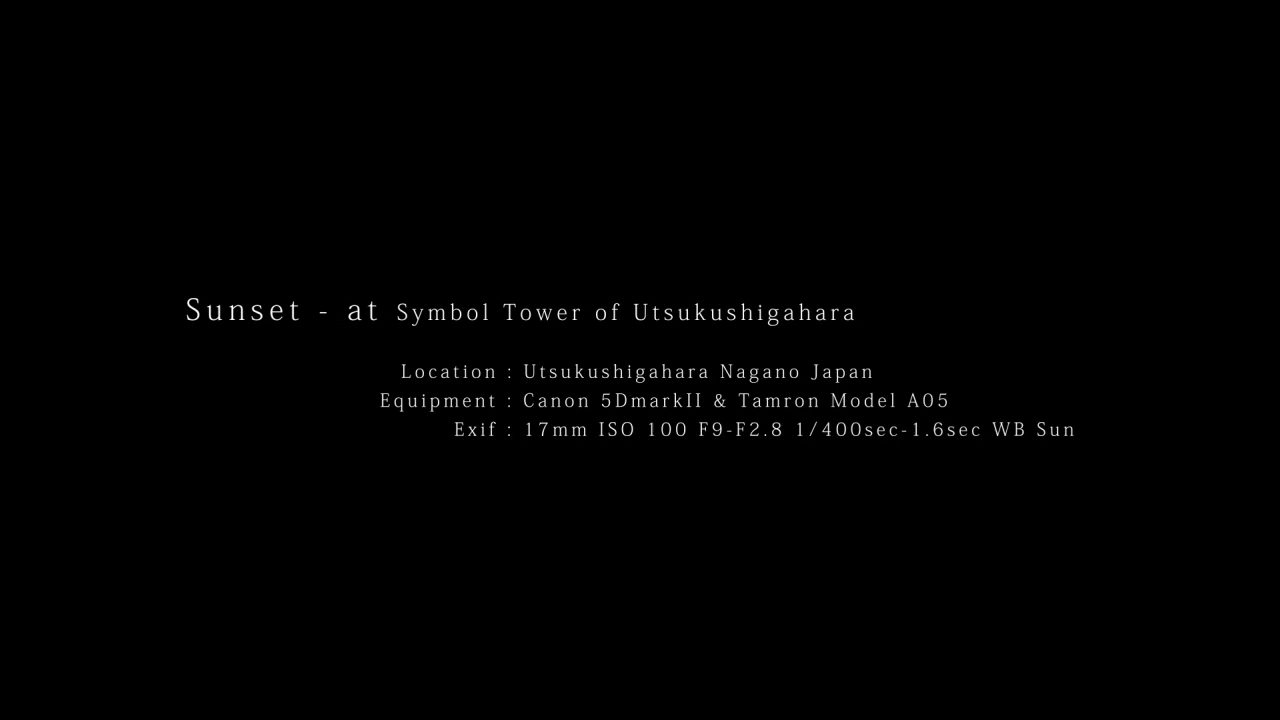 Sunset - at Symbol Tower of Utsukushigahara
Location : Utsukushigahara Nagano Japan
Equipment : Canon 5DmarkII & Tamron Model A05
Exif : 17mm ISO 100 F9-F2.8 1/400sec-1.6sec WB Sun